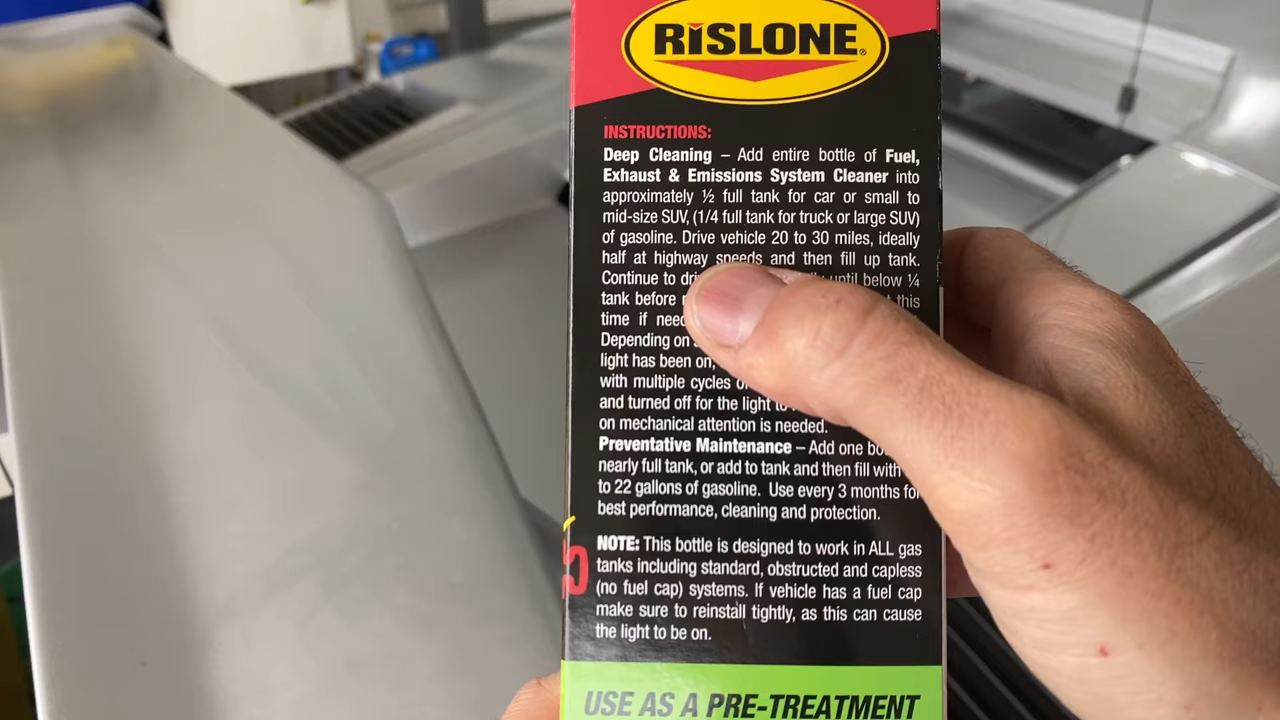 RiSLONE®
INSTRUCTIONS:
Deep Cleaning – Add entire bottle of Fuel,
Exhaust & Emissions System Cleaner into
approximately ½ full tank for car or small to
mid-size SUV, (1/4 full tank for truck or large SUV)
of gasoline. Drive vehicle 20 to 30 miles, ideally
half at highway speeds and then fill up tank.
Continue to until below ¼
tank before this
time if
Depending on
light has been on,
with multiple cycles
and turned off for the light
on mechanical attention is needed.
Preventative Maintenance – Add one
nearly full tank, or add to tank and then fill with
to 22 gallons of gasoline. Use every 3 months for
best performance, cleaning and protection.
NOTE: This bottle is designed to work in ALL gas
tanks including standard, obstructed and capless
(no fuel cap) systems. If vehicle has a fuel cap
make sure to reinstall tightly, as this can cause
the light to be on.
USE AS A PRE-TREATMENT